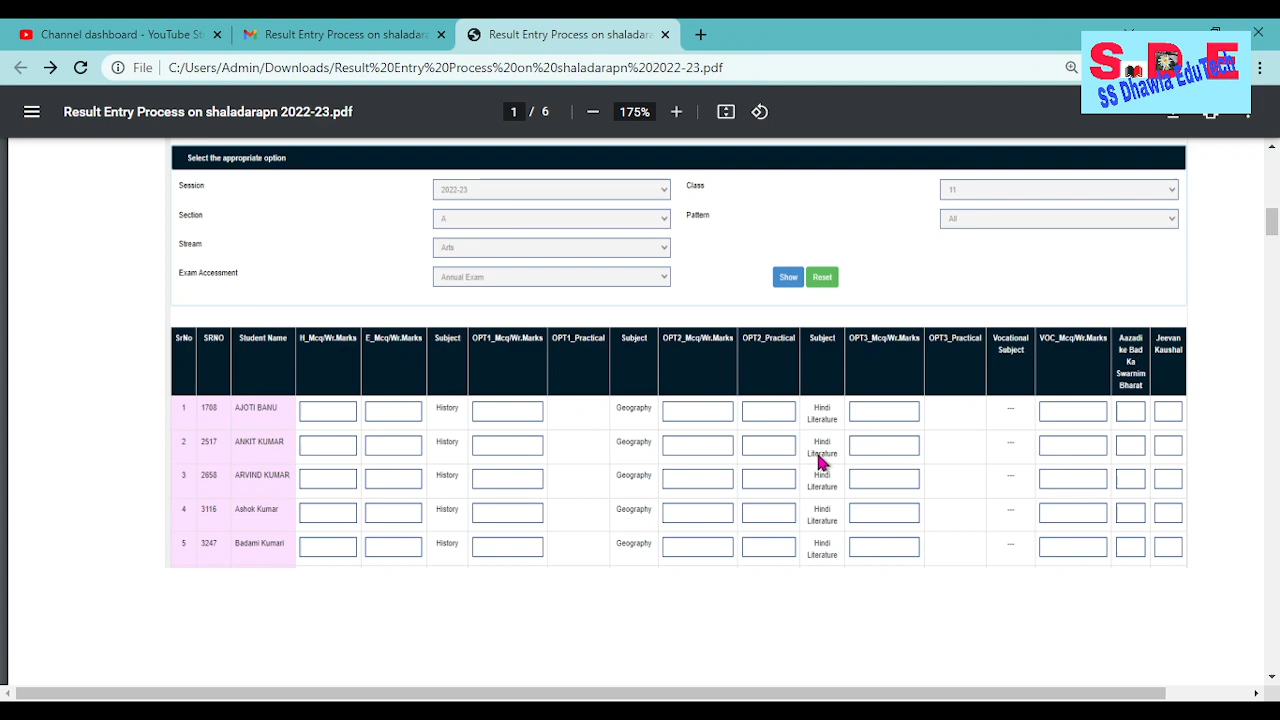 Channel dashboard - YouTube St
Result Entry Process on shaladarap
Result Entry Process on shaladarap
File
C:/Users/Admin/Downloads/Result%20Entry%20Process%20on%20shaladarapn%202022-23.pdf
S D E
SS Dhawla EduTech
Result Entry Process on shaladarapn 2022-23.pdf
1 / 6
175%
Select the appropriate option
Session 2022-23 Class 11
Section A Pattern All
Stream Arts
Exam Accessment Annual Exam Show Reset
SrNo SRNO Student Name H_Mcq/Wr.Marks E_Mcq/Wr.Marks Subject OPT1_Mcq/Wr.Marks OPT1_Practical Subject OPT2_Mcq/Wr.Marks OPT2_Practical Subject OPT3_Mcq/Wr.Marks OPT3_Practical Vocational Subject VOC_Mcq/Wr.Marks Aazadi ke Bad Ka Swarnim Bharat Jeevan Kaushal
1 1708 AJOTI BANU History Geography Hindi Literature ---
2 2517 ANKIT KUMAR History Geography Hindi Literature ---
3 2658 ARVIND KUMAR History Geography Hindi Literature ---
4 3116 Ashok Kumar History Geography Hindi Literature ---
5 3247 Badami Kumari History Geography Hindi Literature ---